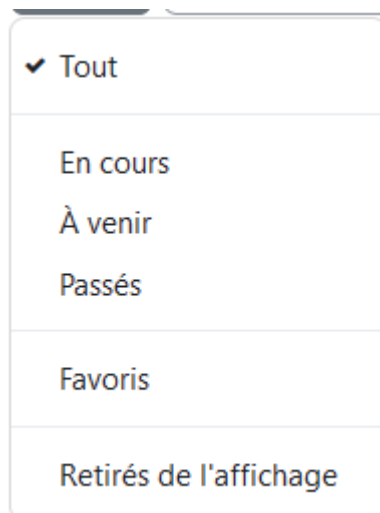 Tout
En cours
À venir
Passés
Favoris
Retirés de l'affichage